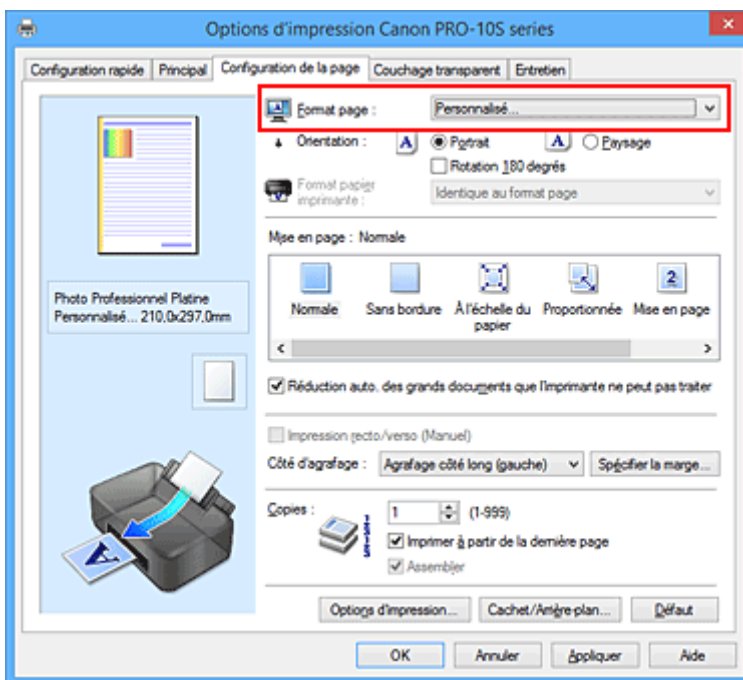 Options d'impression Canon PRO-10S series
Configuration rapide Principal Configuration de la page Couchage transparent Entretien
Format page : Personnalisé...
Orientation : A Portrait A Paysage
Rotation 180 degrés
Format papier imprimante : Identique au format page
Mise en page : Normale
Normale Sans bordure À l'échelle du papier Proportionnée Mise en page
Photo Professionnel Platine
Personnalisé... 210,0x297,0mm
Réduction auto. des grands documents que l'imprimante ne peut pas traiter
Impression recto/verso (Manuel)
Côté d'agrafage : Agrafage côté long (gauche) Spécifier la marge...
Copies : 1 (1-999)
Imprimer à partir de la dernière page
Assembler
Options d'impression... Cachet/Arrière-plan... Défaut
OK Annuler Appliquer Aide